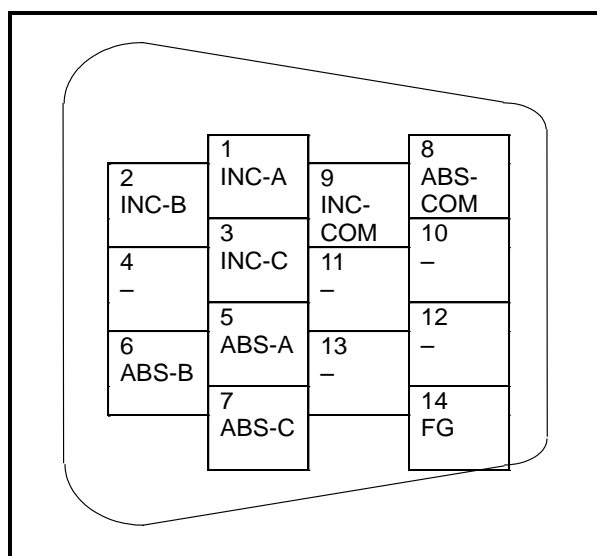 1
INC-A
2
INC-B
3
INC-C
4
–
5
ABS-A
6
ABS-B
7
ABS-C
8
ABS-
COM
9
INC-
COM
10
–
11
–
12
–
13
–
14
FG